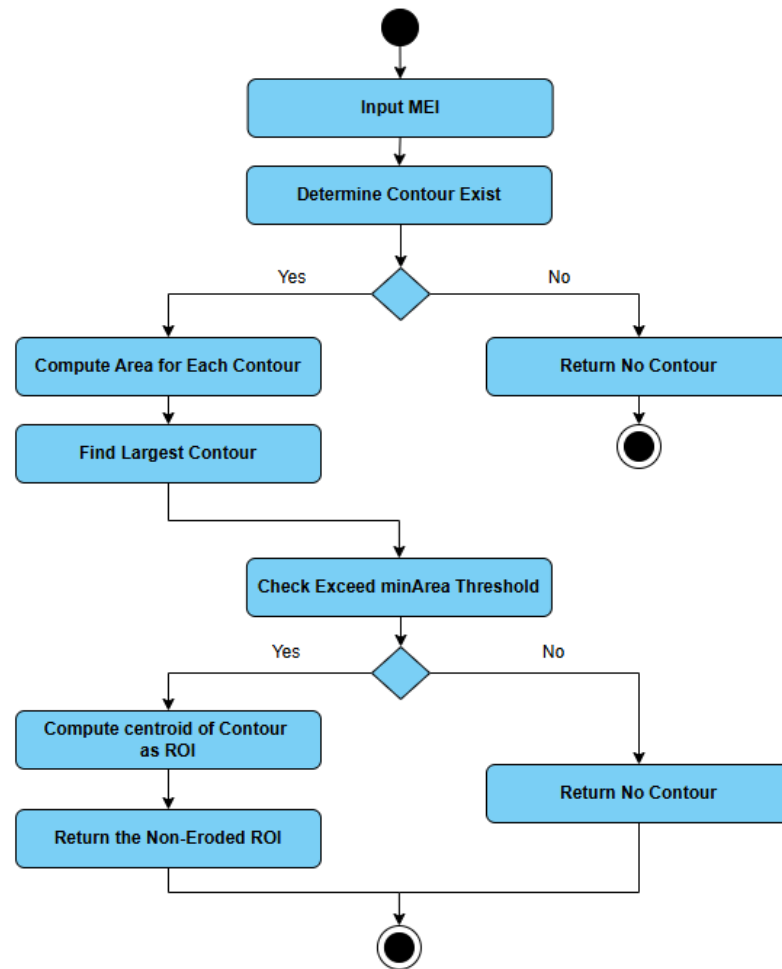 Input MEI
Determine Contour Exist
Yes
No
Compute Area for Each Contour
Return No Contour
Find Largest Contour
Check Exceed minArea Threshold
Yes
No
Compute centroid of Contour
as ROI
Return No Contour
Return the Non-Eroded ROI